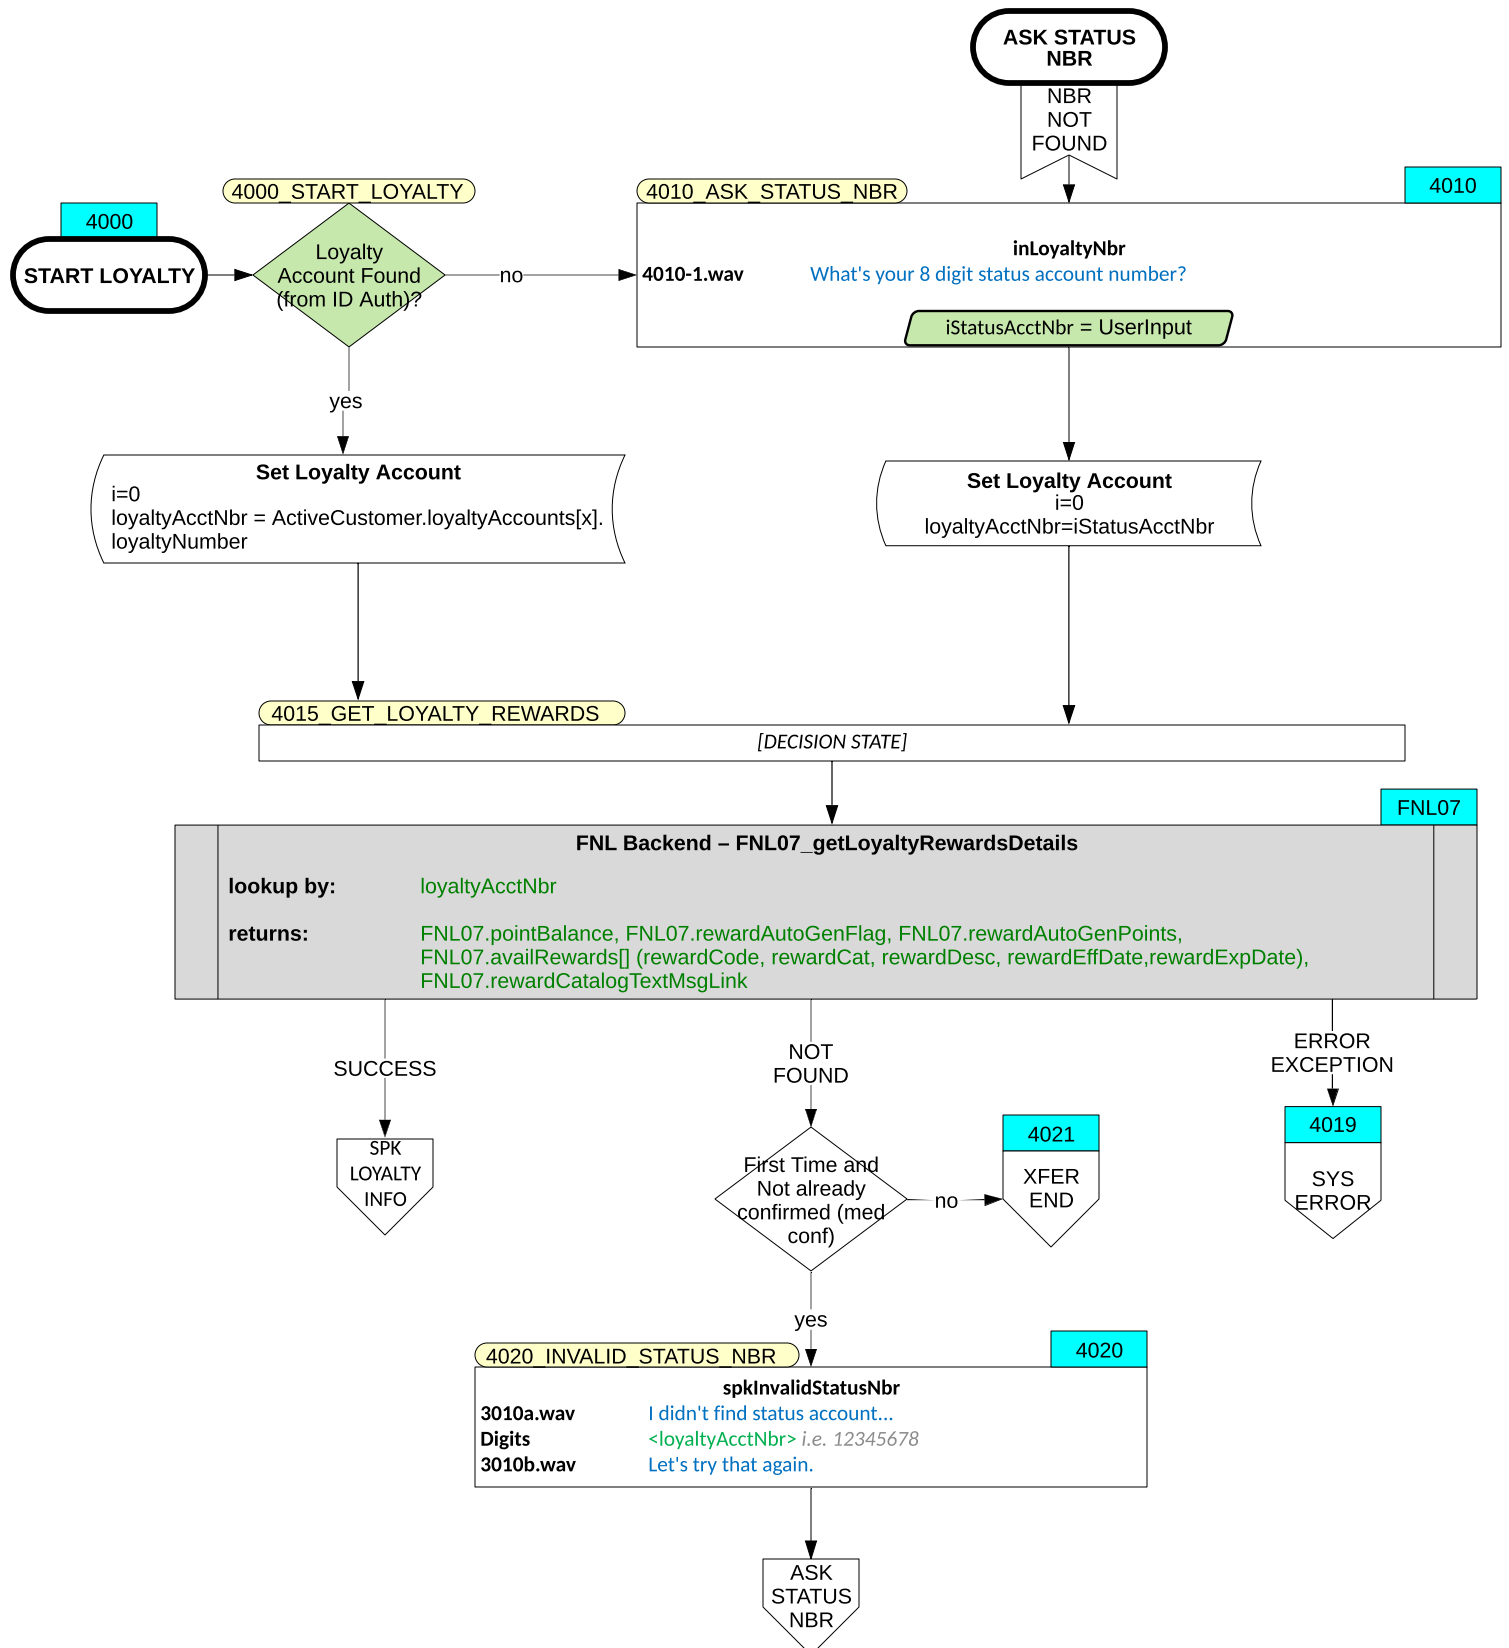 ASK STATUS
NBR
NBR
NOT
FOUND
4000_START_LOYALTY
4010_ASK_STATUS_NBR
4010
4000
START LOYALTY
Loyalty
Account Found
(from ID Auth)?
no
inLoyaltyNbr
4010-1.wav What's your 8 digit status account number?
iStatusAcctNbr = UserInput
yes
Set Loyalty Account
i=0
loyaltyAcctNbr = ActiveCustomer.loyaltyAccounts[x].
loyaltyNumber
Set Loyalty Account
i=0
loyaltyAcctNbr=iStatusAcctNbr
4015_GET_LOYALTY_REWARDS
[DECISION STATE]
FNL07
FNL Backend – FNL07_getLoyaltyRewardsDetails
lookup by: loyaltyAcctNbr
returns: FNL07.pointBalance, FNL07.rewardAutoGenFlag, FNL07.rewardAutoGenPoints,
FNL07.availRewards[] (rewardCode, rewardCat, rewardDesc, rewardEffDate,rewardExpDate),
FNL07.rewardCatalogTextMsgLink
SUCCESS
NOT
FOUND
ERROR
EXCEPTION
SPK
LOYALTY
INFO
First Time and
Not already
confirmed (med
conf)
no
4021
XFER
END
4019
SYS
ERROR
yes
4020_INVALID_STATUS_NBR
4020
spkInvalidStatusNbr
3010a.wav I didn't find status account...
Digits <loyaltyAcctNbr> i.e. 12345678
3010b.wav Let's try that again.
ASK
STATUS
NBR